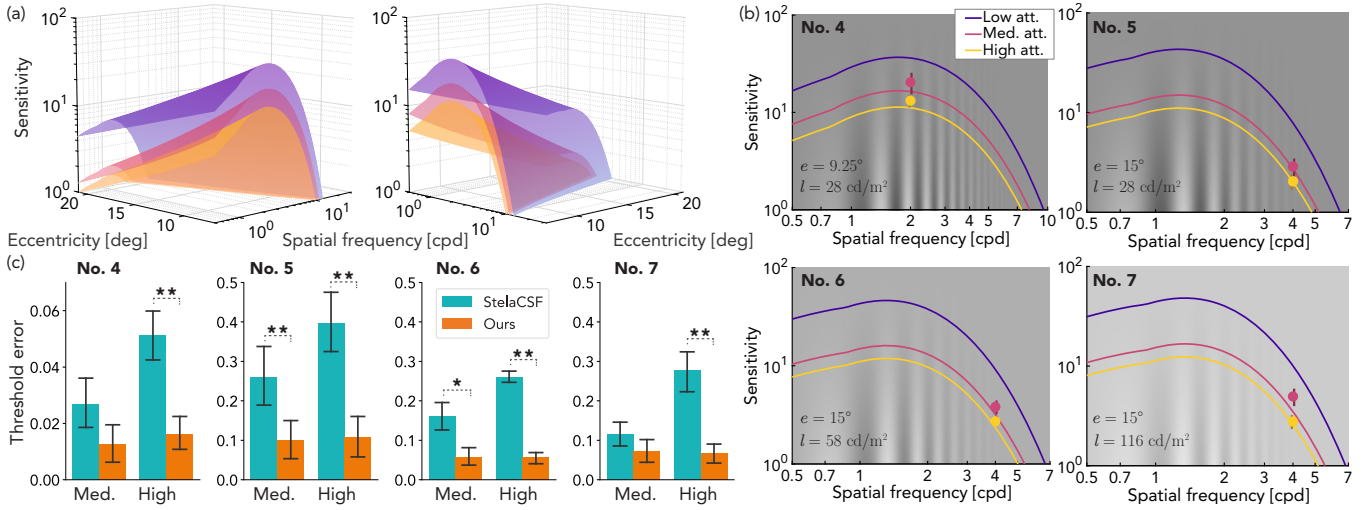 (a)
Sensitivity
10²
10¹
10⁰
20
15
10
10⁰
10¹
Eccentricity [deg]
Spatial frequency [cpd]
10²
10¹
10⁰
10⁰
10¹
10
15
20
Eccentricity [deg]
(b)
No. 4
Low att.
Med. att.
High att.
Sensitivity
10²
10¹
10⁰
e = 9.25°
l = 28 cd/m²
0.5 0.7 1 2 3 4 5 7 10
Spatial frequency [cpd]
No. 5
10²
10¹
10⁰
e = 15°
l = 28 cd/m²
0.5 0.7 1 2 3 4 5 7
Spatial frequency [cpd]
No. 6
Sensitivity
10²
10¹
10⁰
e = 15°
l = 58 cd/m²
0.5 0.7 1 2 3 4 5 7
Spatial frequency [cpd]
No. 7
10²
10¹
10⁰
e = 15°
l = 116 cd/m²
0.5 0.7 1 2 3 4 5 7
Spatial frequency [cpd]
(c)
No. 4
Threshold error
0.06
0.04
0.02
0.00
**
Med. High
No. 5
0.5
0.4
0.3
0.2
0.1
0.0
**
**
Med. High
No. 6
StelaCSF
Ours
0.5
0.4
0.3
0.2
0.1
0.0
*
**
Med. High
No. 7
0.5
0.4
0.3
0.2
0.1
0.0
**
Med. High